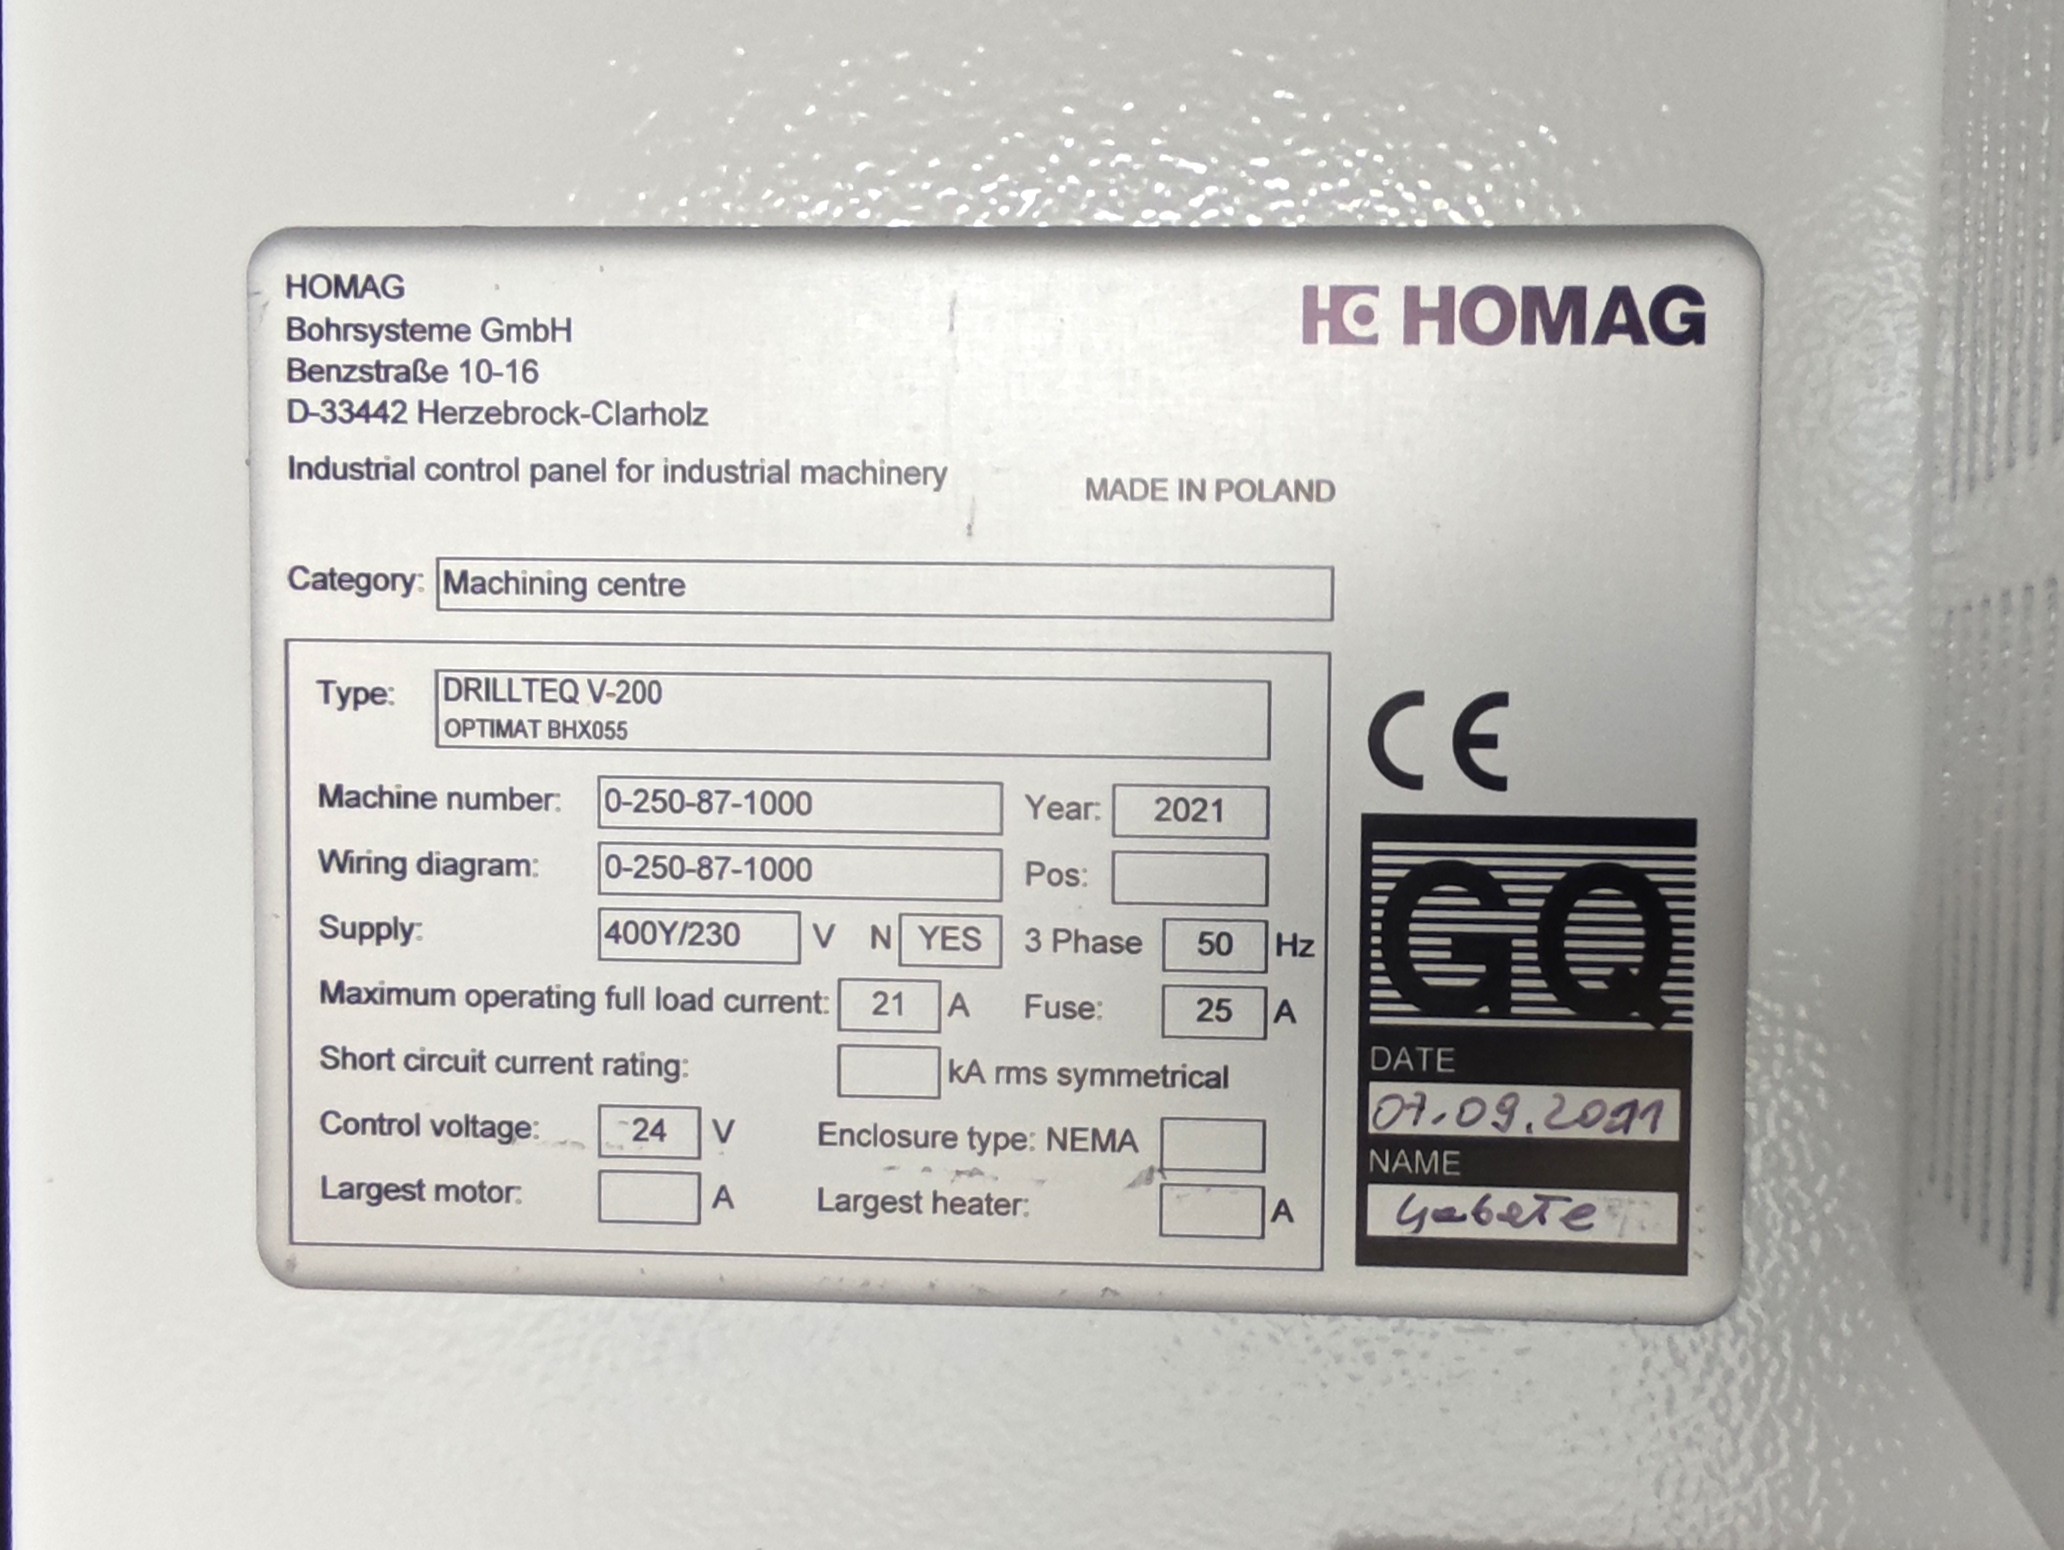 HOMAG
Bohrsysteme GmbH
Benzstraße 10-16
D-33442 Herzebrock-Clarholz
HOMAG
Industrial control panel for industrial machinery
MADE IN POLAND
Category: Machining centre
Type: DRILLTEQ V-200
OPTIMAT BHX055
CE
Machine number: 0-250-87-1000 Year: 2021
Wiring diagram: 0-250-87-1000 Pos:
Supply: 400Y/230 V N YES 3 Phase 50 Hz
Maximum operating full load current: 21 A Fuse: 25 A
Short circuit current rating: kA rms symmetrical
Control voltage: 24 V Enclosure type: NEMA
Largest motor: A Largest heater: A
GQ
DATE
07.09.2021
NAME